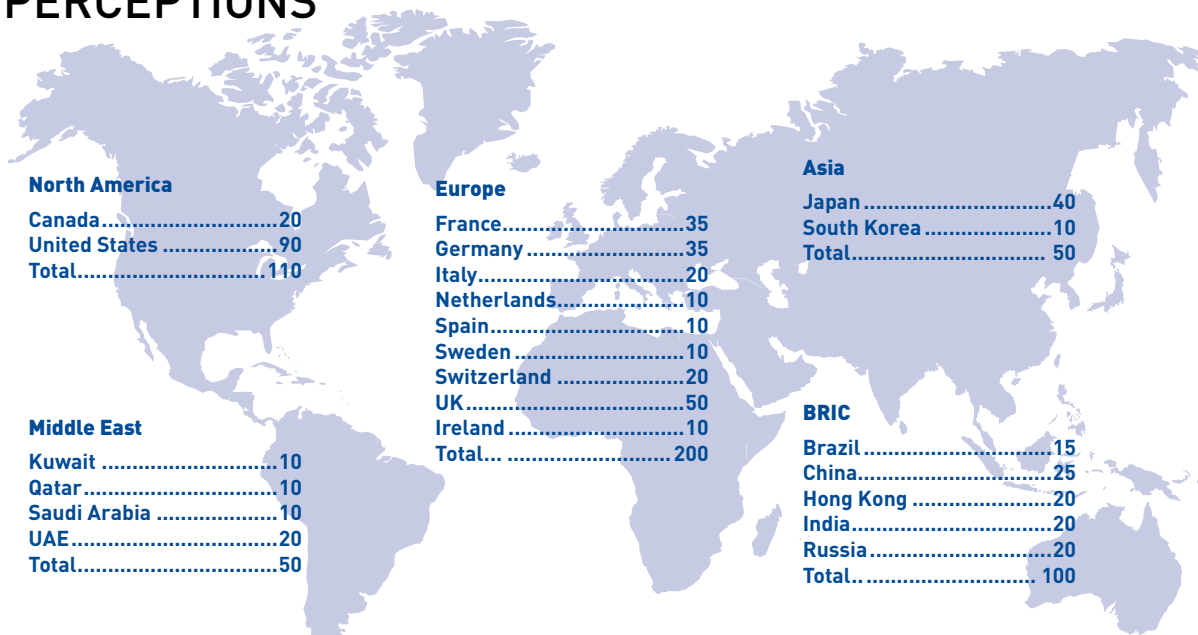 PERCEPTIONS
North America
Canada.............................20
United States ...................90
Total...............................110
Middle East
Kuwait .............................10
Qatar................................10
Saudi Arabia ....................10
UAE..................................20
Total.................................50
Europe
France..............................35
Germany ..........................35
Italy..................................20
Netherlands.....................10
Spain................................10
Sweden ............................10
Switzerland .....................20
UK....................................50
Ireland .............................10
Total... ...........................200
Asia
Japan ...............................40
South Korea .....................10
Total................................ 50
BRIC
Brazil ...............................15
China................................25
Hong Kong .......................20
India.................................20
Russia..............................20
Total.. ............................ 100